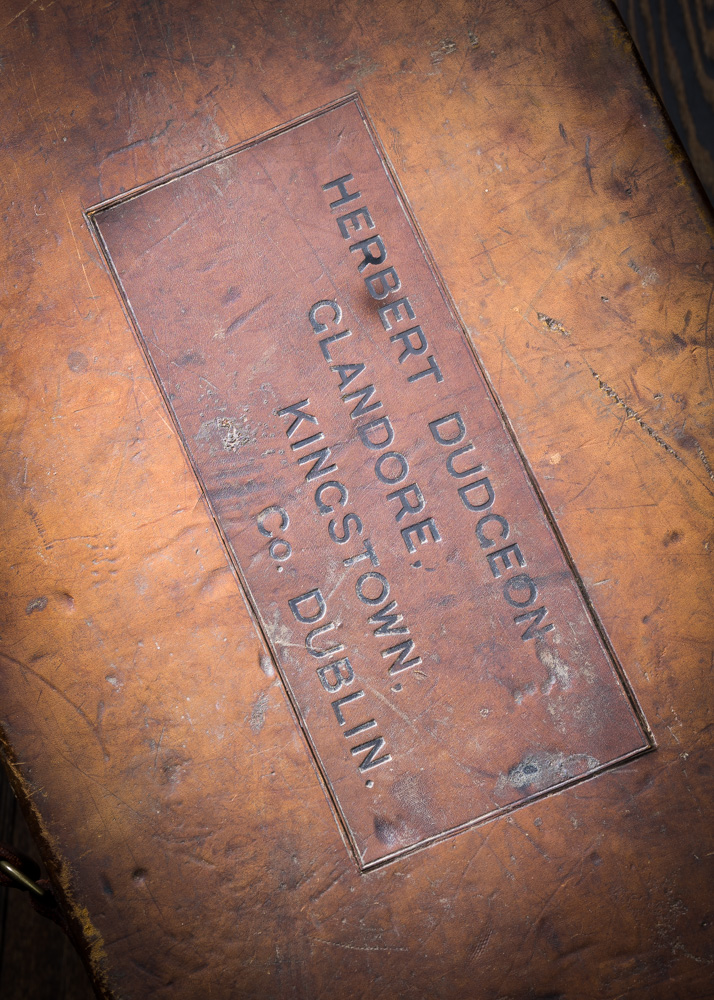 HERBERT DUDGEON
GLANDORE,
KINGSTOWN,
Co. DUBLIN.